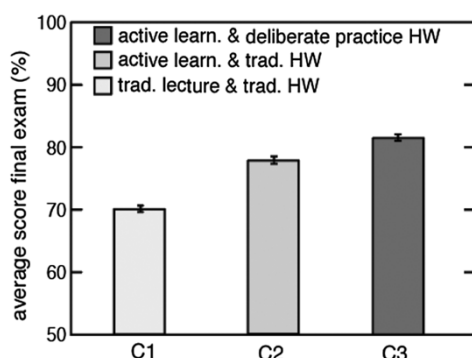 100
90
80
70
60
50
average score final exam (%)
active learn. & deliberate practice HW
active learn. & trad. HW
trad. lecture & trad. HW
C1
C2
C3